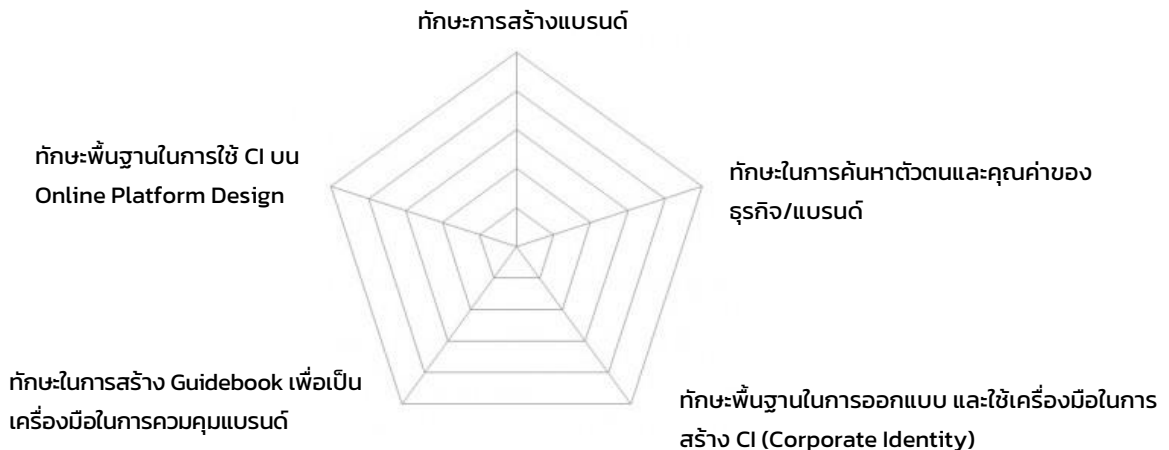 ทักษะการสร้างแบรนด์
ทักษะพื้นฐานในการใช้ CI บน
Online Platform Design
ทักษะในการค้นหาตัวตนและคุณค่าของ
ธุรกิจ/แบรนด์
ทักษะในการสร้าง Guidebook เพื่อเป็น
เครื่องมือในการควมคุมแบรนด์
ทักษะพื้นฐานในการออกแบบ และใช้เครื่องมือในการ
สร้าง CI (Corporate Identity)